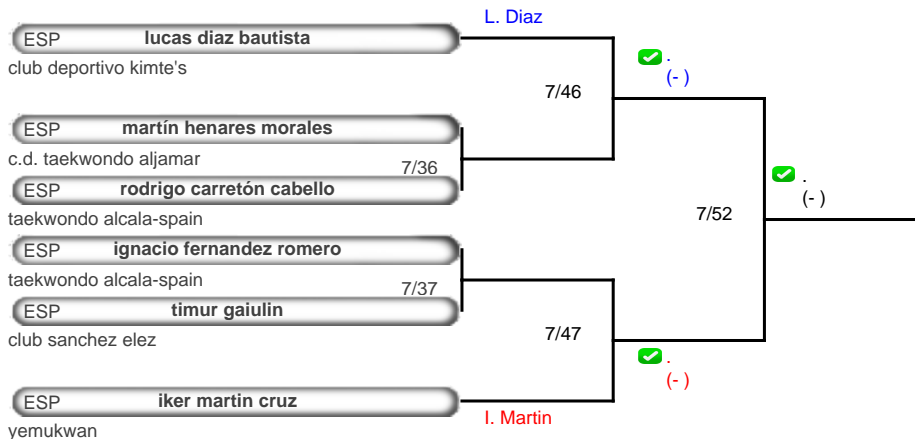 L. Diaz
ESP lucas diaz bautista
club deportivo kimte's
.
(- )
7/46
ESP martín henares morales
c.d. taekwondo aljamar
7/36
ESP rodrigo carretón cabello
taekwondo alcala-spain
.
(- )
7/52
ESP ignacio fernandez romero
taekwondo alcala-spain
7/37
ESP timur gaiulin
club sanchez elez
7/47
.
(- )
ESP iker martin cruz
I. Martin
yemukwan